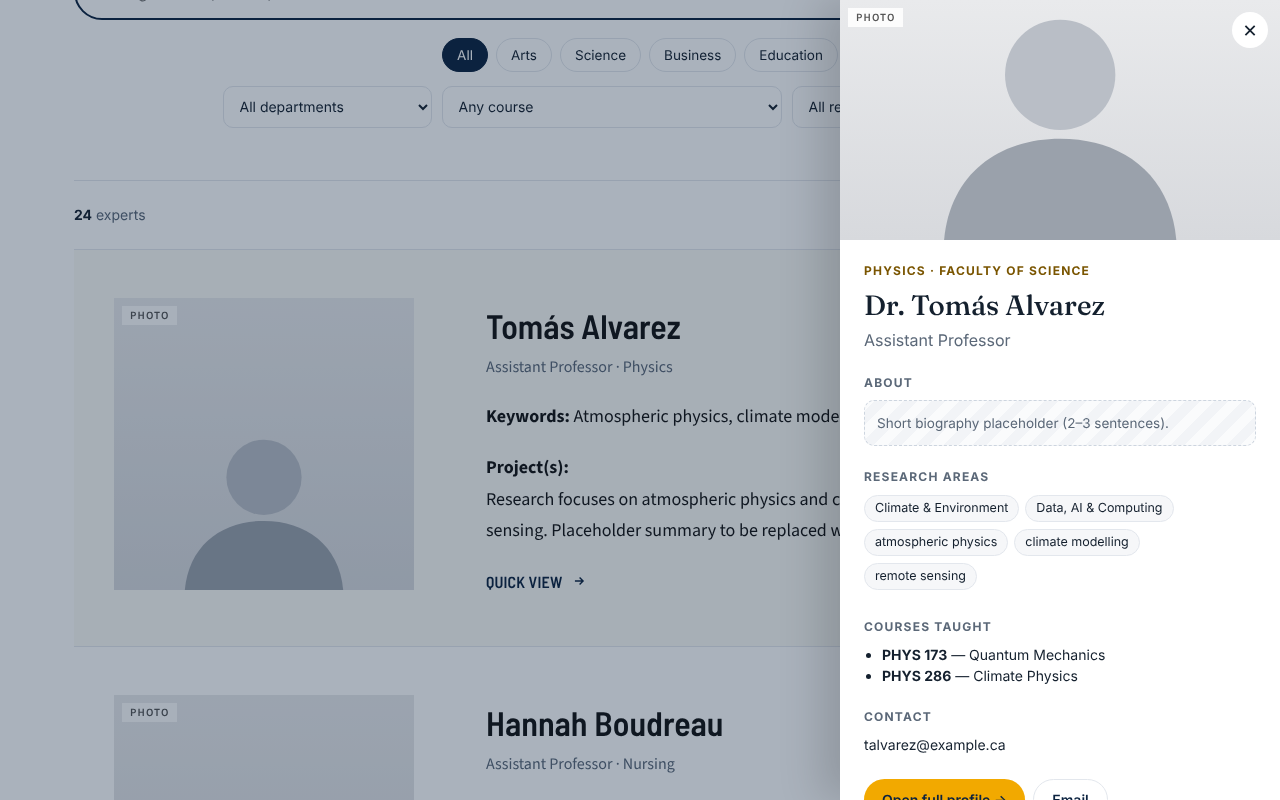 All
Arts
Science
Business
Education
All departments
Any course
All re
24 experts
PHOTO
Tomás Alvarez
Assistant Professor · Physics
Keywords: Atmospheric physics, climate mode
Project(s):
Research focuses on atmospheric physics and c
sensing. Placeholder summary to be replaced w
QUICK VIEW →
PHOTO
Hannah Boudreau
Assistant Professor · Nursing
PHOTO
✕
PHYSICS · FACULTY OF SCIENCE
Dr. Tomás Alvarez
Assistant Professor
ABOUT
Short biography placeholder (2–3 sentences).
RESEARCH AREAS
Climate & Environment
Data, AI & Computing
atmospheric physics
climate modelling
remote sensing
COURSES TAUGHT
• PHYS 173 — Quantum Mechanics
• PHYS 286 — Climate Physics
CONTACT
talvarez@example.ca
Open full profile →
Email